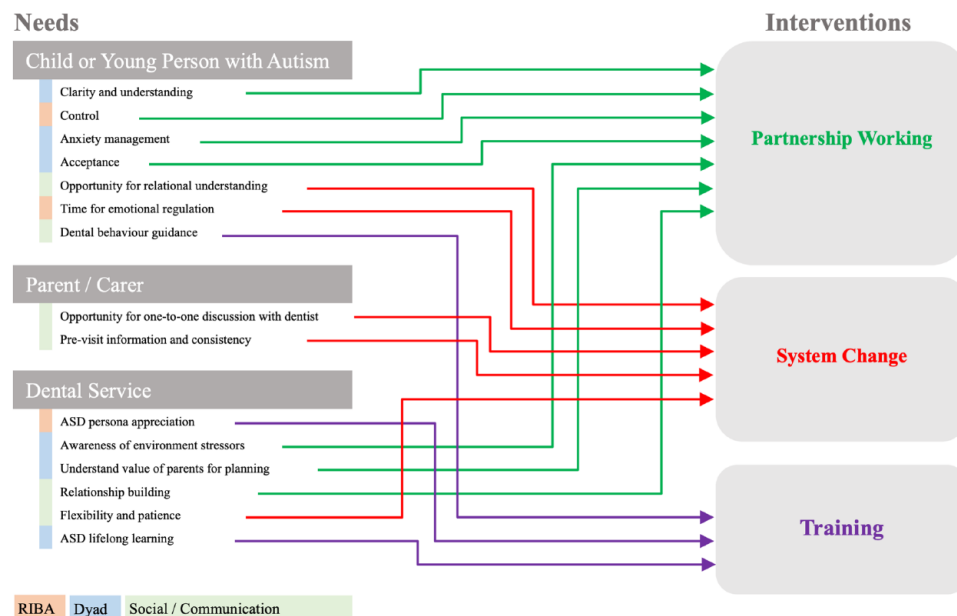 Needs
Interventions
Child or Young Person with Autism
Clarity and understanding
Control
Anxiety management
Acceptance
Opportunity for relational understanding
Time for emotional regulation
Dental behaviour guidance
Parent / Carer
Opportunity for one-to-one discussion with dentist
Pre-visit information and consistency
Dental Service
ASD persona appreciation
Awareness of environment stressors
Understand value of parents for planning
Relationship building
Flexibility and patience
ASD lifelong learning
Partnership Working
System Change
Training
RIBA
Dyad
Social / Communication